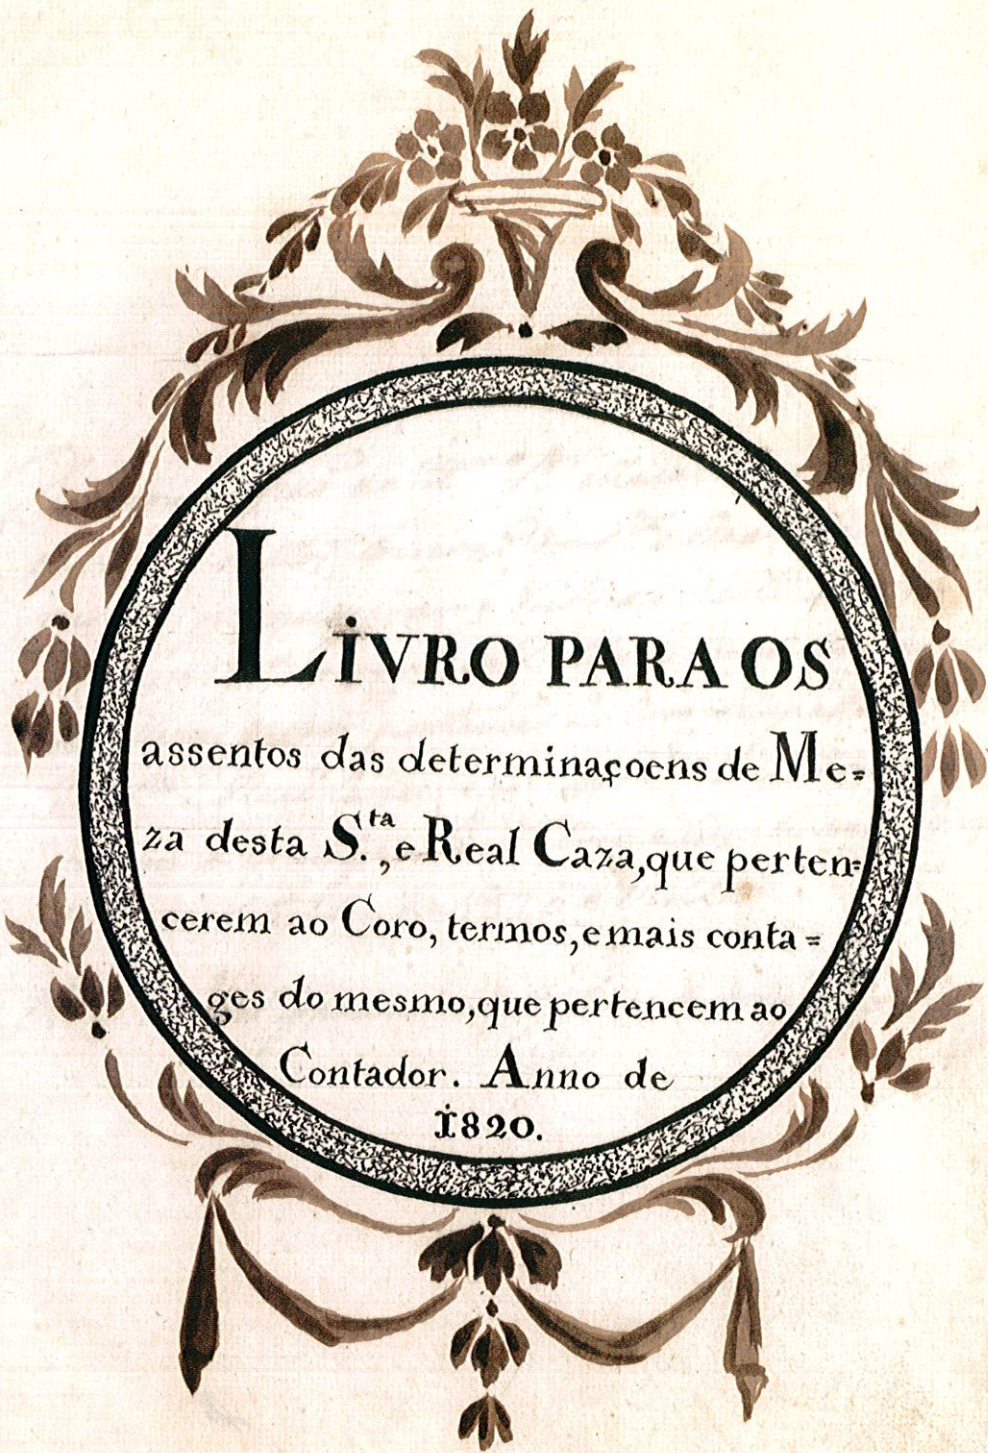 LiVRO PARA OS
assentos das determinaçoens de Me=
za desta S.ta, e Real Caza, que perten=
cerem ao Coro, termos, e mais conta=
ges do mesmo, que pertencem ao
Contador. Anno de
1820.